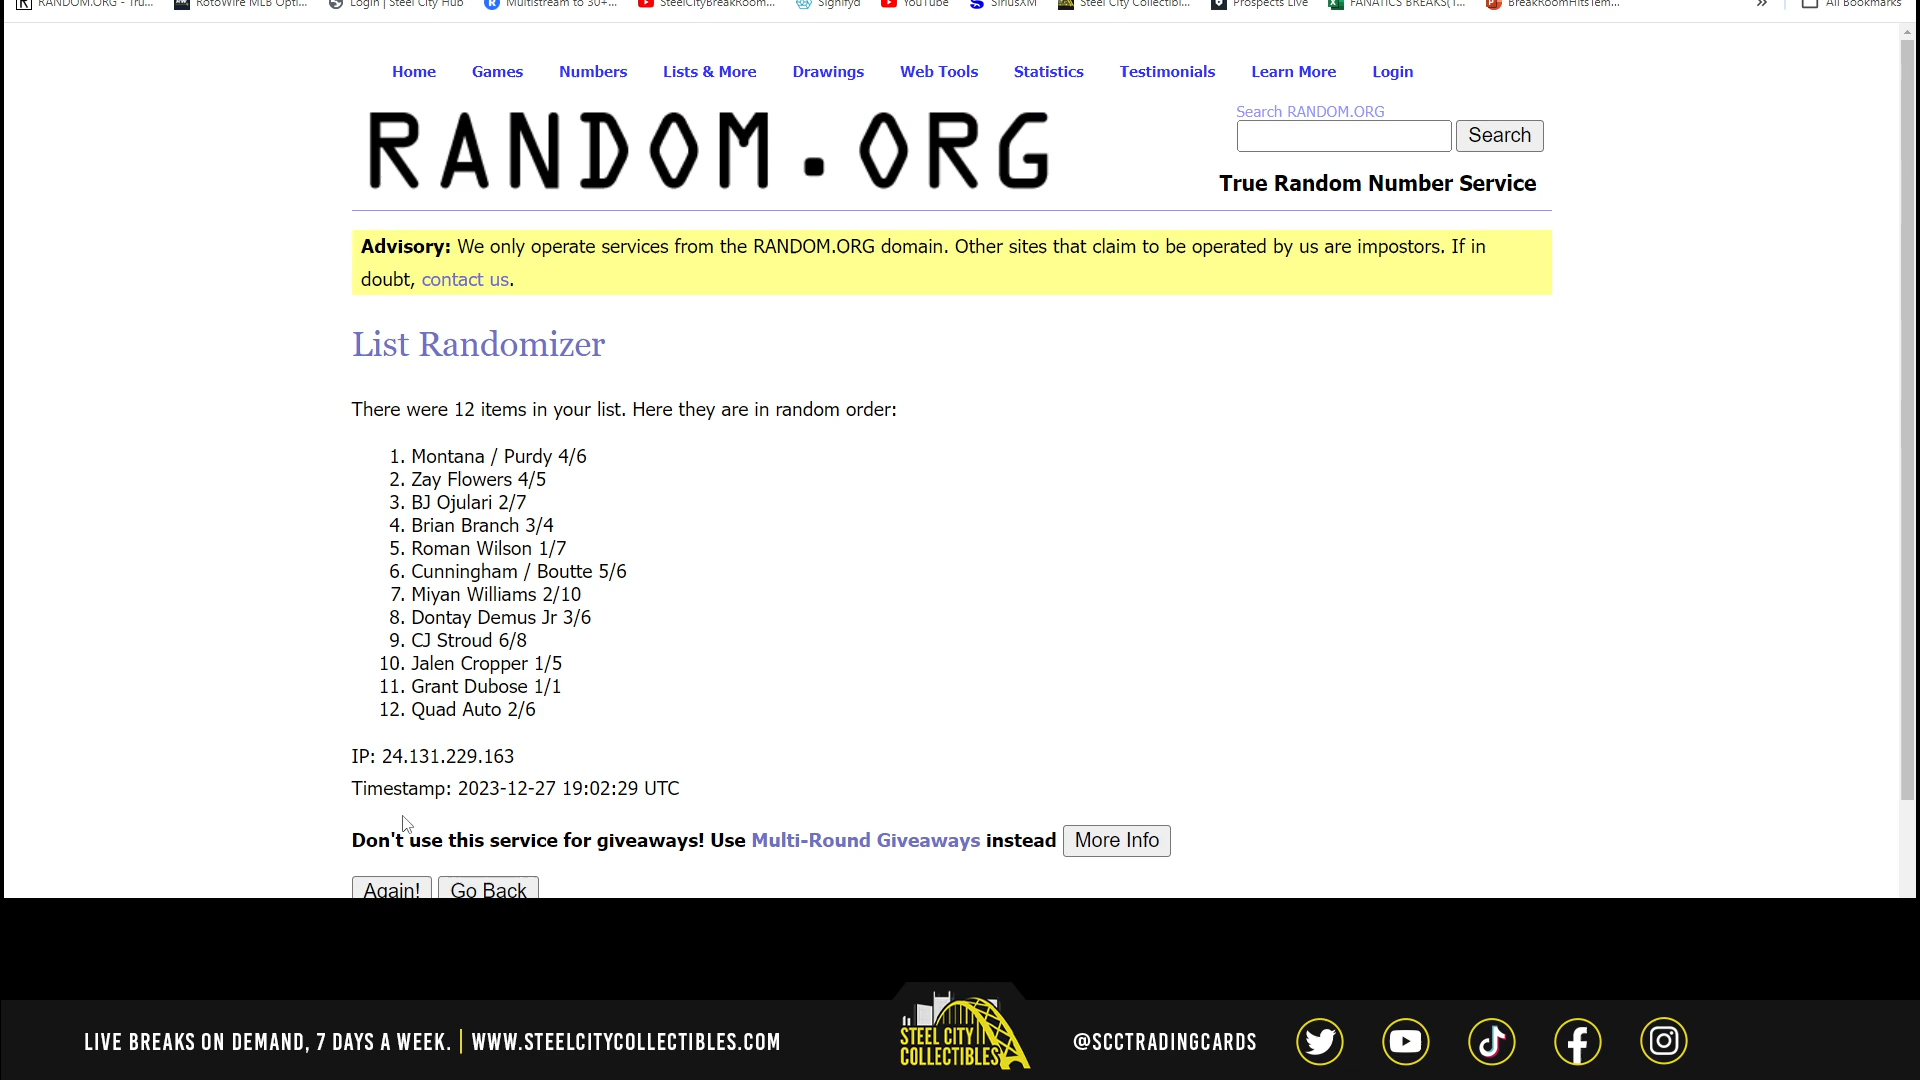 RANDOM.ORG - Tru... RotoWire MLB Opti... Login | Steel City Hub Multistream to 30+... SteelCityBreakRoom... Signifyd YouTube SiriusXM Steel City Collectibl... Prospects Live FANATICS BREAKS(1... BreakRoomHitsTem... » All Bookmarks
Home Games Numbers Lists & More Drawings Web Tools Statistics Testimonials Learn More Login
RANDOM.ORG
Search RANDOM.ORG
Search
True Random Number Service
Advisory: We only operate services from the RANDOM.ORG domain. Other sites that claim to be operated by us are impostors. If in
doubt, contact us.
List Randomizer
There were 12 items in your list. Here they are in random order:
1. Montana / Purdy 4/6
2. Zay Flowers 4/5
3. BJ Ojulari 2/7
4. Brian Branch 3/4
5. Roman Wilson 1/7
6. Cunningham / Boutte 5/6
7. Miyan Williams 2/10
8. Dontay Demus Jr 3/6
9. CJ Stroud 6/8
10. Jalen Cropper 1/5
11. Grant Dubose 1/1
12. Quad Auto 2/6
IP: 24.131.229.163
Timestamp: 2023-12-27 19:02:29 UTC
Don't use this service for giveaways! Use Multi-Round Giveaways instead More Info
Again! Go Back
LIVE BREAKS ON DEMAND, 7 DAYS A WEEK. | WWW.STEELCITYCOLLECTIBLES.COM
STEEL CITY
COLLECTIBLES
@SCCTRADINGCARDS